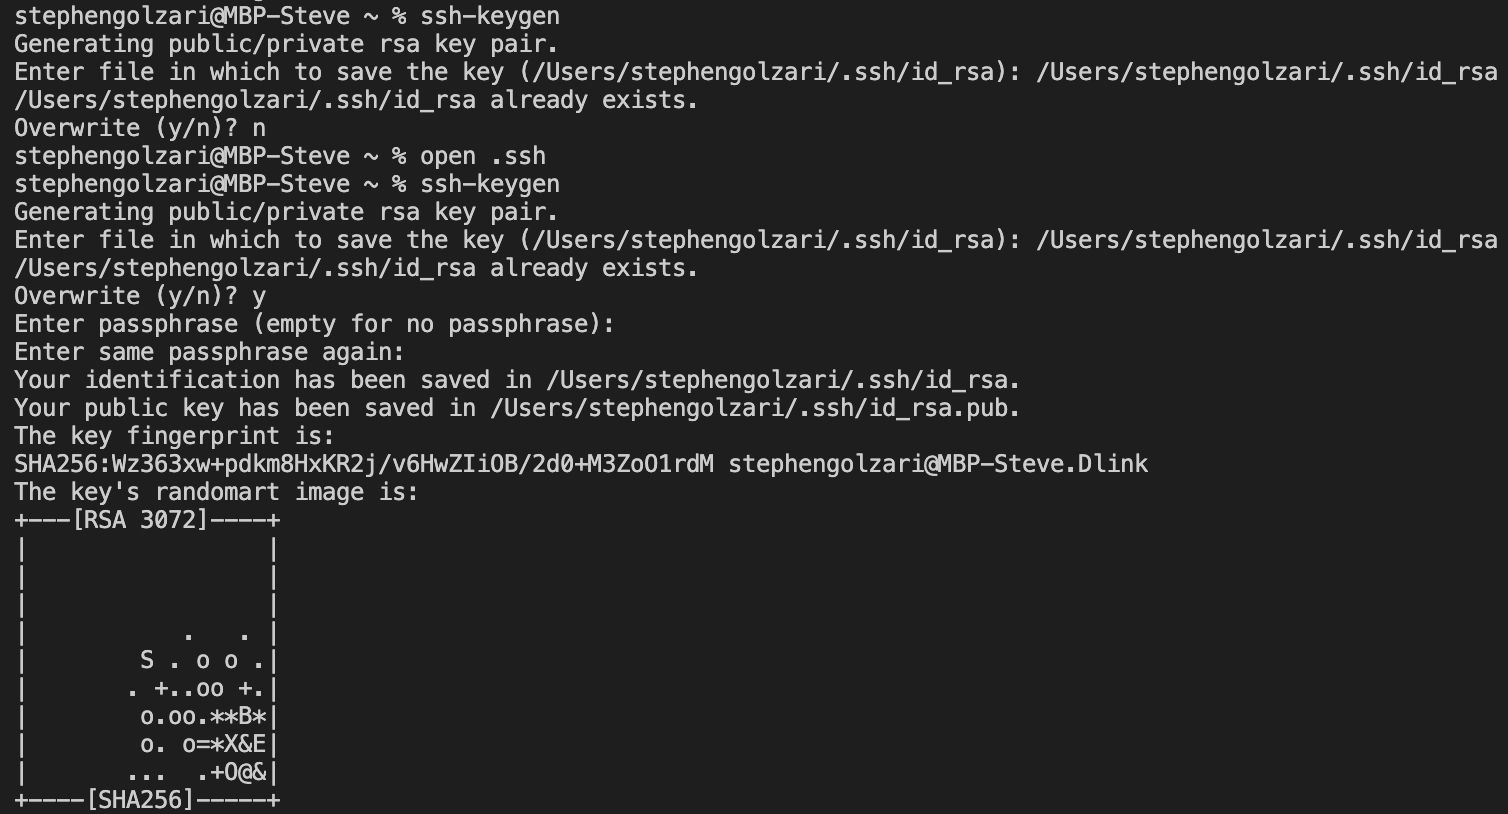 stephengolzari@MBP-Steve ~ % ssh-keygen
Generating public/private rsa key pair.
Enter file in which to save the key (/Users/stephengolzari/.ssh/id_rsa): /Users/stephengolzari/.ssh/id_rsa
/Users/stephengolzari/.ssh/id_rsa already exists.
Overwrite (y/n)? n
stephengolzari@MBP-Steve ~ % open .ssh
stephengolzari@MBP-Steve ~ % ssh-keygen
Generating public/private rsa key pair.
Enter file in which to save the key (/Users/stephengolzari/.ssh/id_rsa): /Users/stephengolzari/.ssh/id_rsa
/Users/stephengolzari/.ssh/id_rsa already exists.
Overwrite (y/n)? y
Enter passphrase (empty for no passphrase):
Enter same passphrase again:
Your identification has been saved in /Users/stephengolzari/.ssh/id_rsa.
Your public key has been saved in /Users/stephengolzari/.ssh/id_rsa.pub.
The key fingerprint is:
SHA256:Wz363xw+pdkm8HxKR2j/v6HwZIiOB/2d0+M3ZoO1rdM stephengolzari@MBP-Steve.Dlink
The key's randomart image is:
+---[RSA 3072]----+
|                 |
|                 |
|                 |
|           .   . |
|        S . o o .|
|       . +..oo +.|
|        o.oo.**B*|
|        o. o=*X&E|
|       ...  .+O@&|
+----[SHA256]-----+